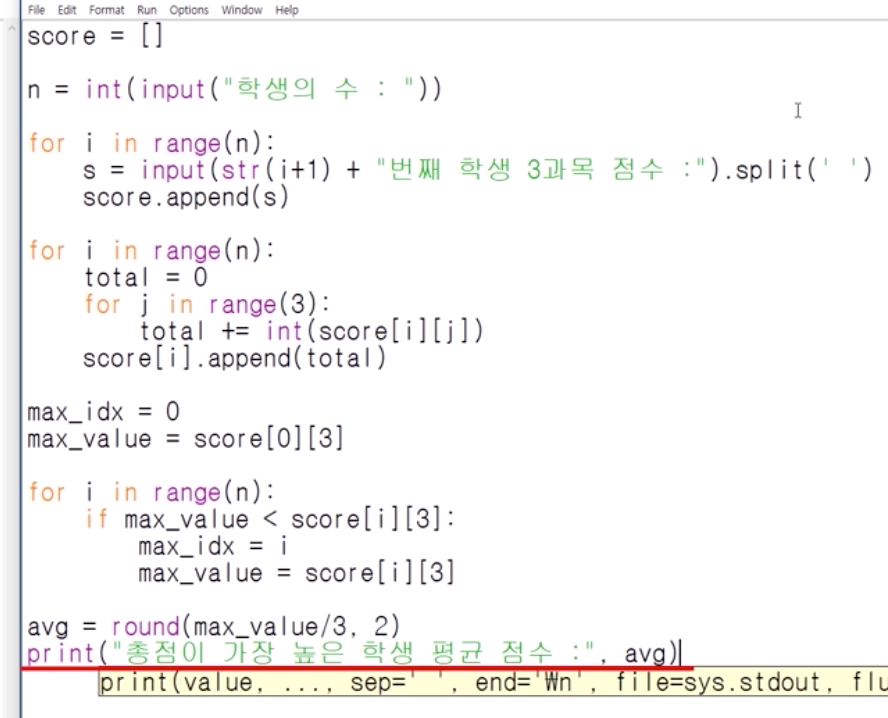 File Edit Format Run Options Window Help
score = []
n = int(input("학생의 수 : "))
for i in range(n):
    s = input(str(i+1) + "번째 학생 3과목 점수 :").split(' ')
    score.append(s)
for i in range(n):
    total = 0
    for j in range(3):
        total += int(score[i][j])
    score[i].append(total)
max_idx = 0
max_value = score[0][3]
for i in range(n):
    if max_value < score[i][3]:
        max_idx = i
        max_value = score[i][3]
avg = round(max_value/3, 2)
print("총점이 가장 높은 학생 평균 점수 :", avg)
print(value, ..., sep=' ', end='₩n', file=sys.stdout, flu